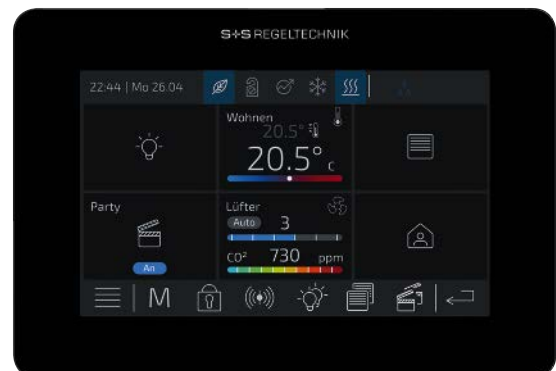 S+S REGELTECHNIK
22:44 | Mo 26.04
Wohnen
20.5°
20.5° c
Party
An
Lüfter
Auto 3
CO² 730 ppm
M